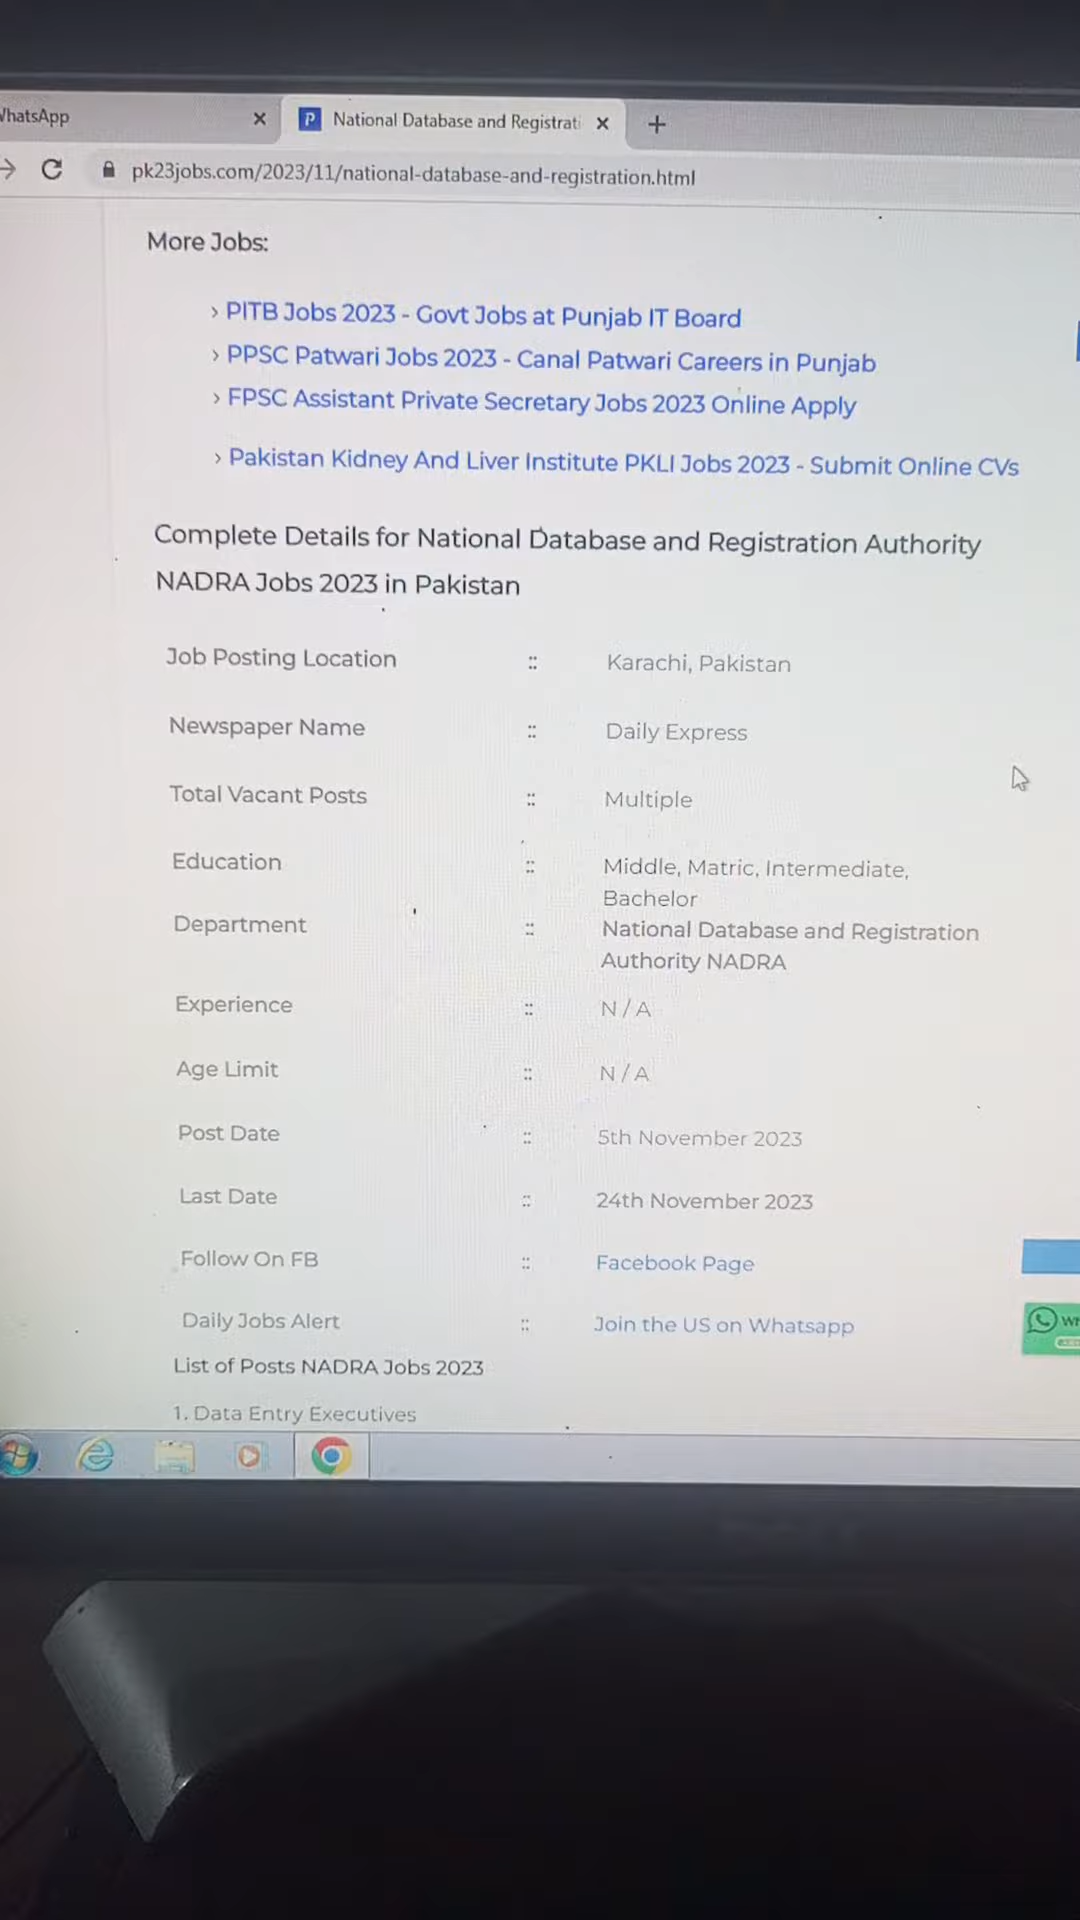 WhatsApp
National Database and Registrati
pk23jobs.com/2023/11/national-database-and-registration.html
More Jobs:
› PITB Jobs 2023 - Govt Jobs at Punjab IT Board
› PPSC Patwari Jobs 2023 - Canal Patwari Careers in Punjab
› FPSC Assistant Private Secretary Jobs 2023 Online Apply
› Pakistan Kidney And Liver Institute PKLI Jobs 2023 - Submit Online CVs
Complete Details for National Database and Registration Authority
NADRA Jobs 2023 in Pakistan
Job Posting Location :: Karachi, Pakistan
Newspaper Name :: Daily Express
Total Vacant Posts :: Multiple
Education :: Middle, Matric, Intermediate,
Bachelor
Department :: National Database and Registration
Authority NADRA
Experience :: N / A
Age Limit :: N / A
Post Date :: 5th November 2023
Last Date :: 24th November 2023
Follow On FB :: Facebook Page
Daily Jobs Alert :: Join the US on Whatsapp
List of Posts NADRA Jobs 2023
1. Data Entry Executives